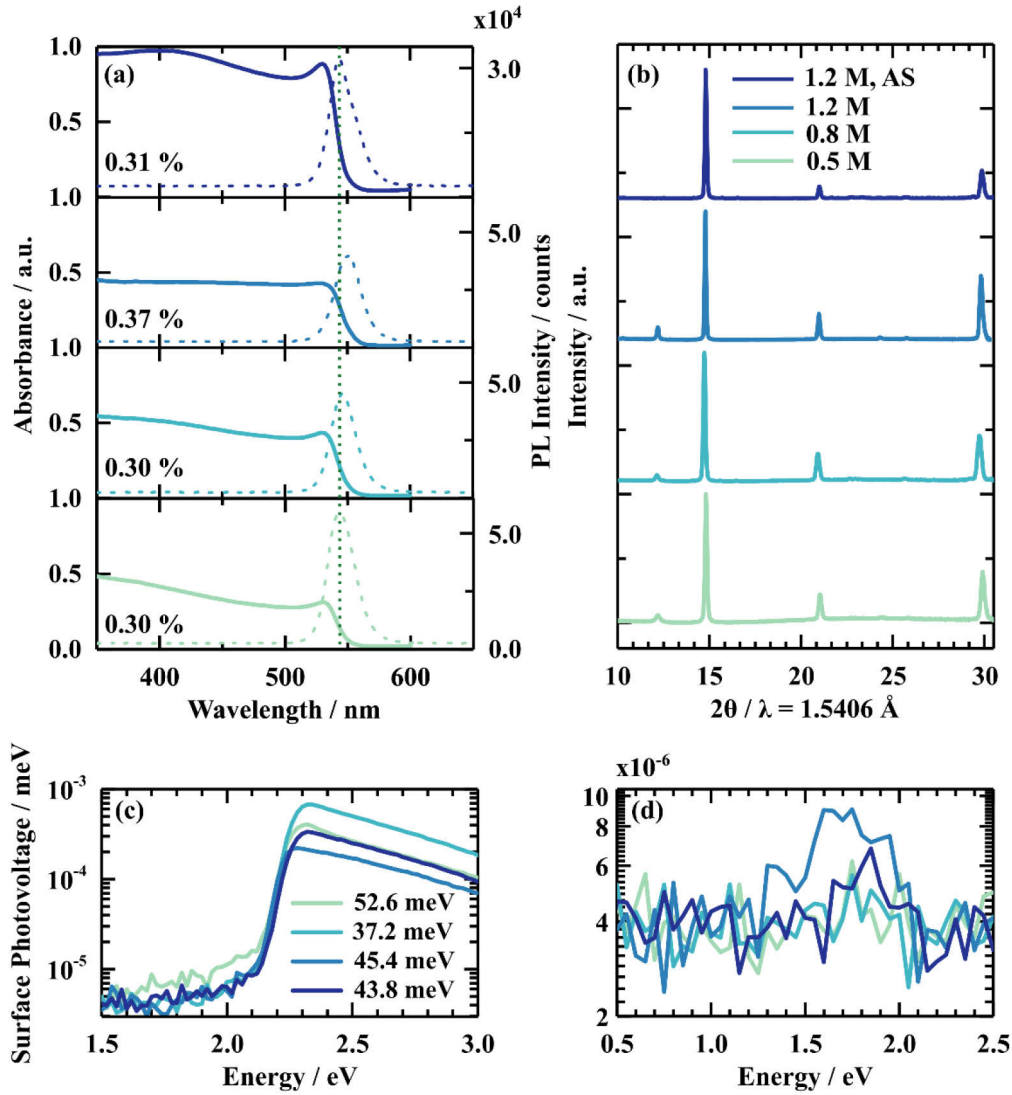 x10⁴
(a)
1.0
0.5
1.0
0.5
1.0
0.5
1.0
0.5
0.0
0.31 %
0.37 %
0.30 %
0.30 %
3.0
5.0
5.0
5.0
0.0
400
500
600
Absorbance / a.u.
PL Intensity / counts
Wavelength / nm
(b)
1.2 M, AS
1.2 M
0.8 M
0.5 M
Intensity / a.u.
10
15
20
25
30
2θ / λ = 1.5406 Å
(c)
Surface Photovoltage / meV
10⁻³
10⁻⁴
10⁻⁵
52.6 meV
37.2 meV
45.4 meV
43.8 meV
1.5
2.0
2.5
3.0
Energy / eV
x10⁻⁶
(d)
10
8
6
4
2
0.5
1.0
1.5
2.0
2.5
Energy / eV